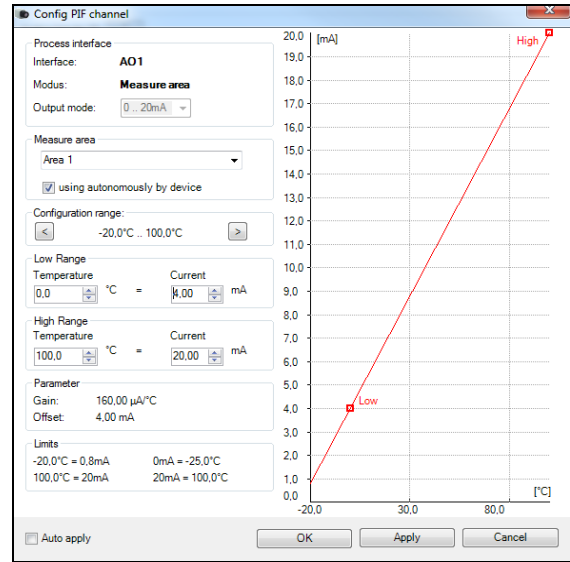 Config PIF channel
Process interface
Interface: AO1
Modus: Measure area
Output mode: 0 .. 20mA
Measure area
Area 1
using autonomously by device
Configuration range:
< -20,0°C .. 100,0°C >
Low Range
Temperature Current
0,0 °C = 4,00 mA
High Range
Temperature Current
100,0 °C = 20,00 mA
Parameter
Gain: 160,00 µA/°C
Offset: 4,00 mA
Limits
-20,0°C = 0,8mA 0mA = -25,0°C
100,0°C = 20mA 20mA = 100,0°C
20,0 [mA] High
19,0
18,0
17,0
16,0
15,0
14,0
13,0
12,0
11,0
10,0
9,0
8,0
7,0
6,0
5,0
4,0 Low
3,0
2,0
1,0
0,0 [°C]
-20,0 30,0 80,0
Auto apply OK Apply Cancel